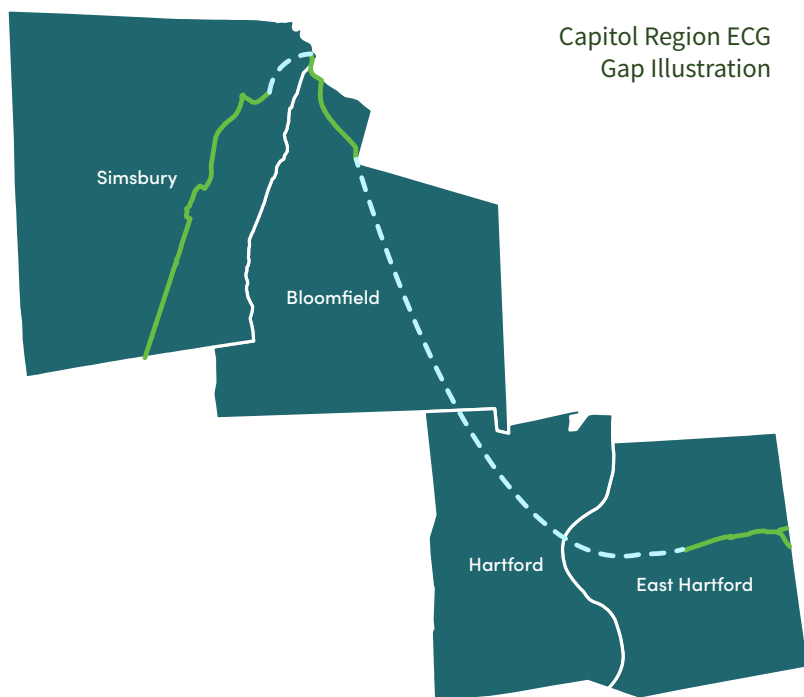 Capitol Region ECG
Gap Illustration
Simsbury
Bloomfield
Hartford
East Hartford